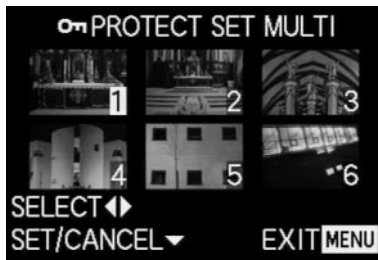 PROTECT SET MULTI
1 2 3
4 5 6
SELECT
SET/CANCEL EXIT MENU